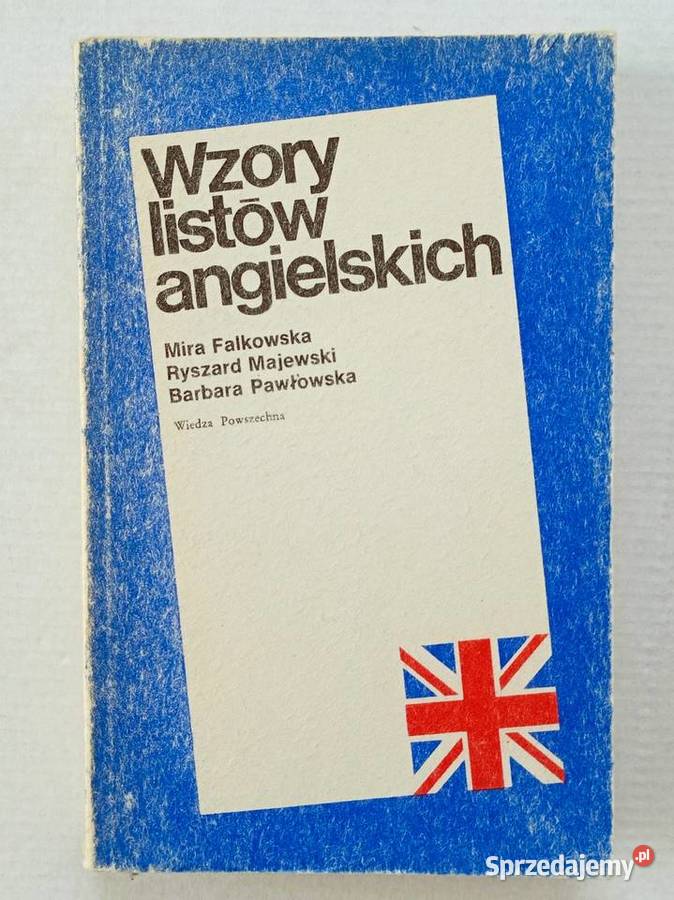 Wzory
listów
angielskich
Mira Falkowska
Ryszard Majewski
Barbara Pawłowska
Wiedza Powszechna
Sprzedajemy.pl